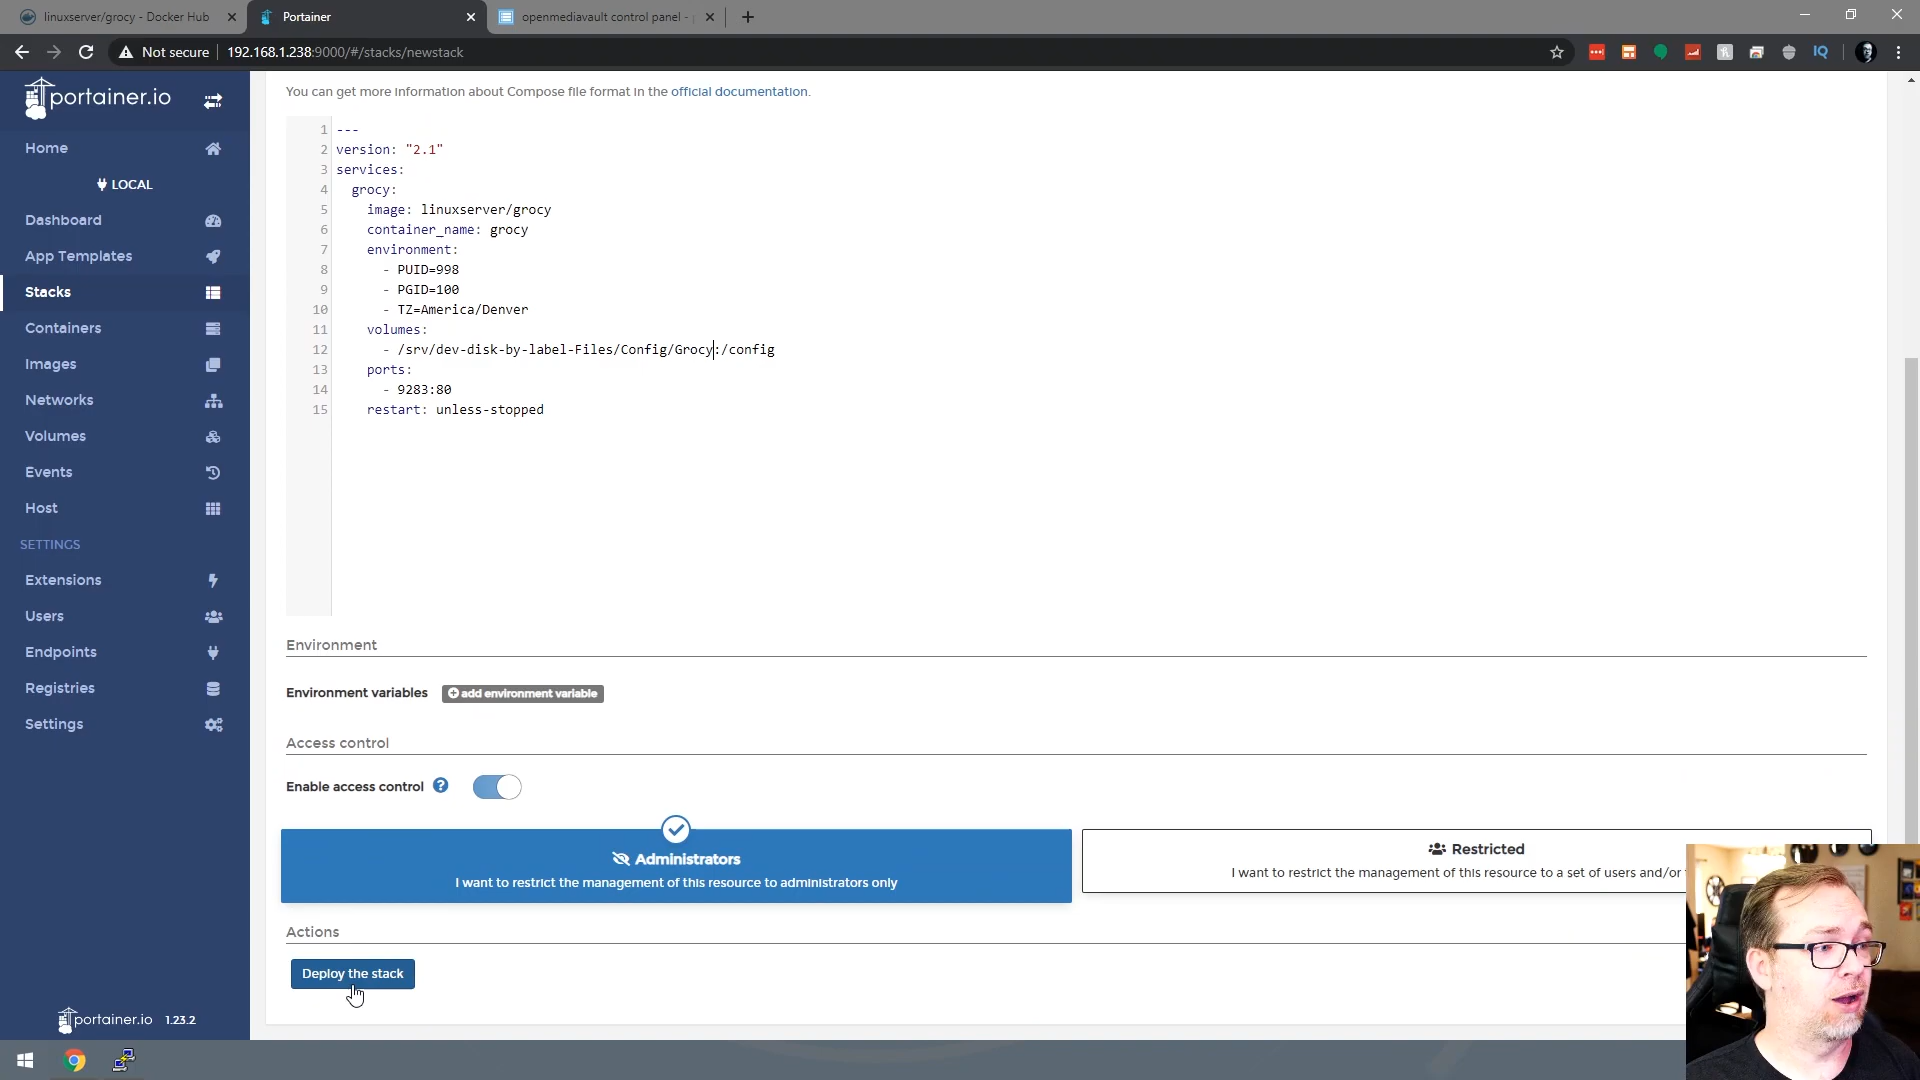 linuxserver/grocy - Docker Hub
Portainer
openmediavault control panel -
Not secure
192.168.1.238:9000/#/stacks/newstack
IQ
portainer.io
Home
LOCAL
Dashboard
App Templates
Stacks
Containers
Images
Networks
Volumes
Events
Host
SETTINGS
Extensions
Users
Endpoints
Registries
Settings
portainer.io 1.23.2
You can get more information about Compose file format in the official documentation.
1 ---
2 version: "2.1"
3 services:
4 grocy:
5 image: linuxserver/grocy
6 container_name: grocy
7 environment:
8 - PUID=998
9 - PGID=100
10 - TZ=America/Denver
11 volumes:
12 - /srv/dev-disk-by-label-Files/Config/Grocy:/config
13 ports:
14 - 9283:80
15 restart: unless-stopped
Environment
Environment variables add environment variable
Access control
Enable access control
Administrators
I want to restrict the management of this resource to administrators only
Restricted
I want to restrict the management of this resource to a set of users and/or
Actions
Deploy the stack